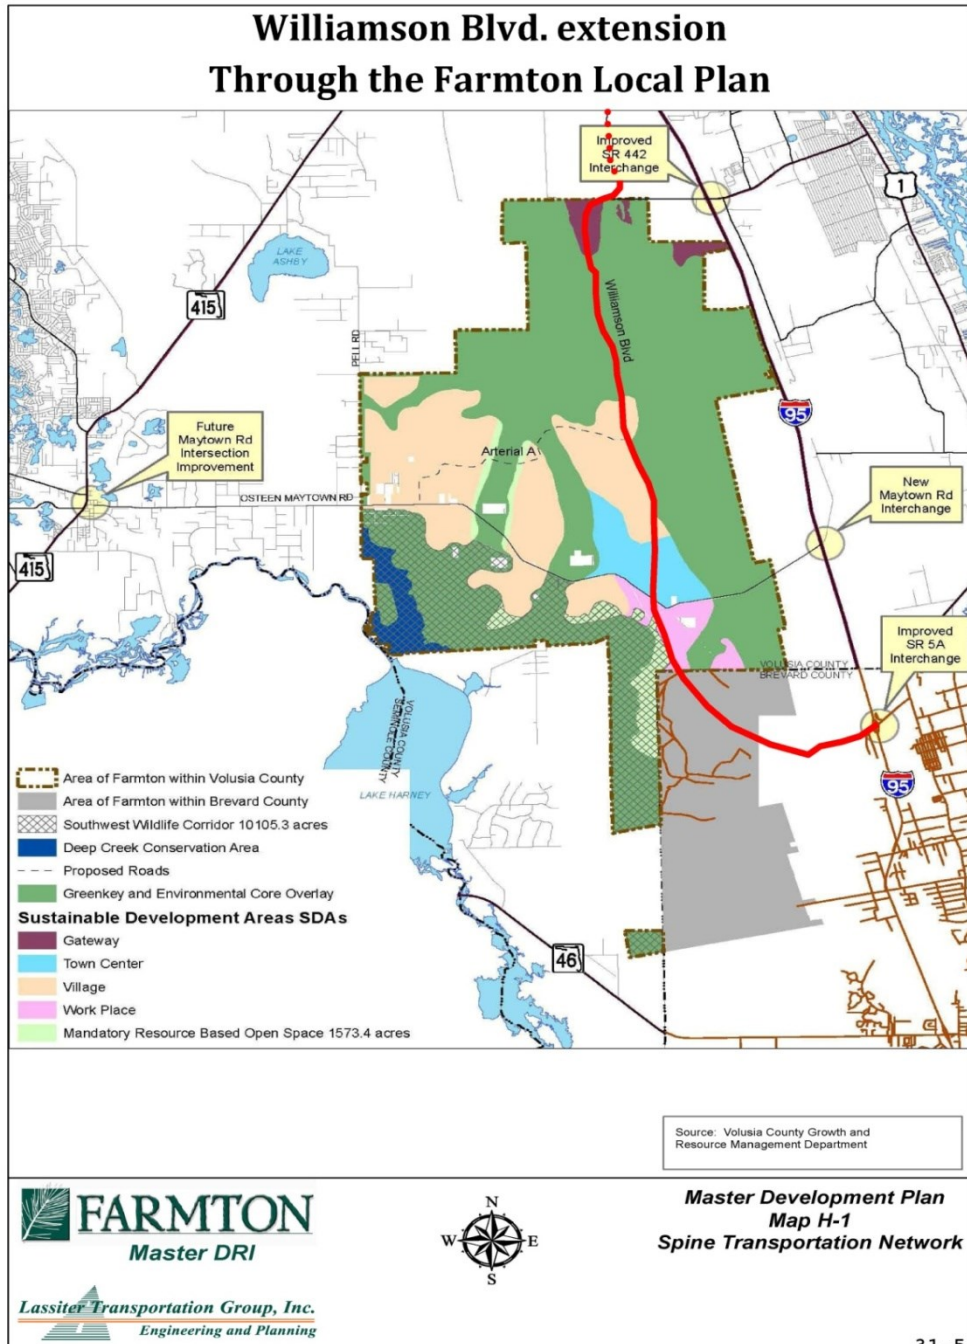 Williamson Blvd. extension
Through the Farmton Local Plan
Improved
SR 442
Interchange
1
LAKE
ASHBY
415
PELL RD
Williamson Blvd
95
Future
Maytown Rd
Intersection
Improvement
Arterial A
OSTEEN MAYTOWN RD
New
Maytown Rd
Interchange
415
Improved
SR 5A
Interchange
VOLUSIA COUNTY
BREVARD COUNTY
VOLUSIA COUNTY
SEMINOLE COUNTY
LAKE HARNEY
95
46
Area of Farmton within Volusia County
Area of Farmton within Brevard County
Southwest Wildlife Corridor 10105.3 acres
Deep Creek Conservation Area
Proposed Roads
Greenkey and Environmental Core Overlay
Sustainable Development Areas SDAs
Gateway
Town Center
Village
Work Place
Mandatory Resource Based Open Space 1573.4 acres
Source: Volusia County Growth and
Resource Management Department
FARMTON
Master DRI
Lassiter Transportation Group, Inc.
Engineering and Planning
N
W E
S
Master Development Plan
Map H-1
Spine Transportation Network